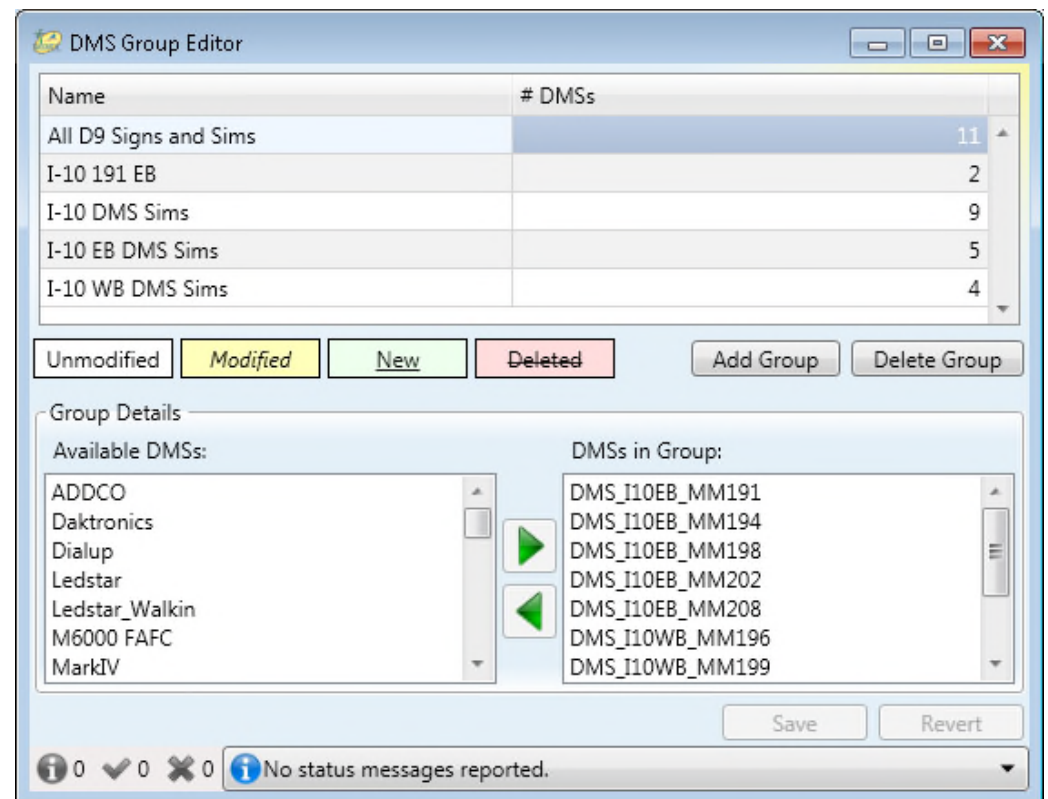 DMS Group Editor
Name # DMSs
All D9 Signs and Sims 11
I-10 191 EB 2
I-10 DMS Sims 9
I-10 EB DMS Sims 5
I-10 WB DMS Sims 4
Unmodified Modified New Deleted Add Group Delete Group
Group Details
Available DMSs: DMSs in Group:
ADDCO DMS_I10EB_MM191
Daktronics DMS_I10EB_MM194
Dialup DMS_I10EB_MM198
Ledstar DMS_I10EB_MM202
Ledstar_Walkin DMS_I10EB_MM208
M6000 FAFC DMS_I10WB_MM196
MarkIV DMS_I10WB_MM199
Save Revert
0 0 0 No status messages reported.